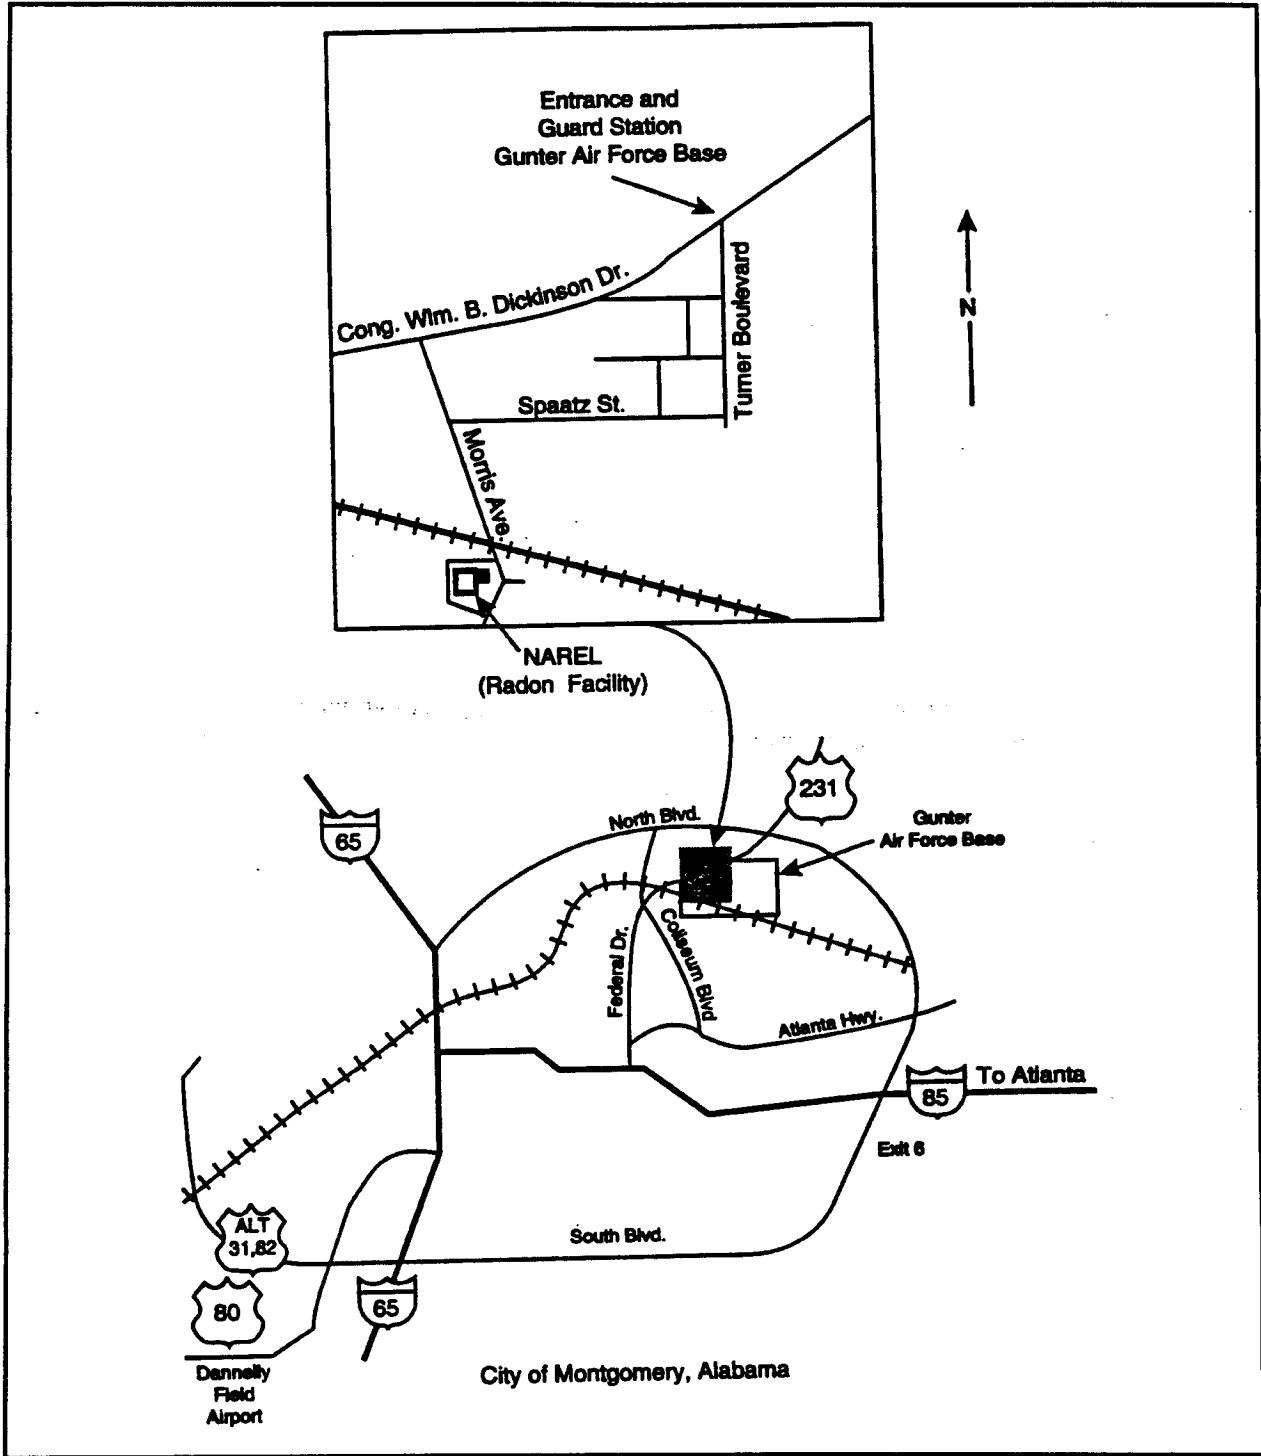 Entrance and
Guard Station
Gunter Air Force Base
Cong. Wlm. B. Dickinson Dr.
Turner Boulevard
N
Spaatz St.
Morris Ave.
NAREL
(Radon Facility)
231
North Blvd.
Gunter
Air Force Base
65
Federal Dr.
Coliseum Blvd
Atlanta Hwy.
To Atlanta
85
Exit 6
ALT
31,82
South Blvd.
80
65
Dannelly
Field
Airport
City of Montgomery, Alabama